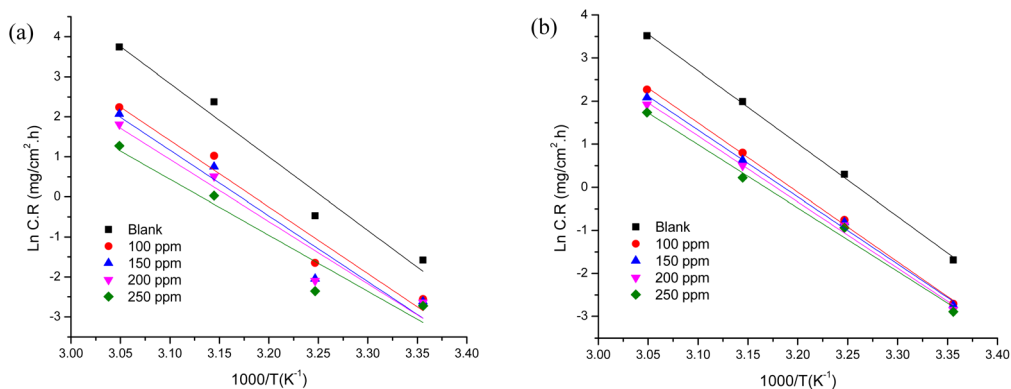 (a)
Ln C.R (mg/cm².h)
4
3
2
1
0
-1
-2
-3
Blank
100 ppm
150 ppm
200 ppm
250 ppm
3.00 3.05 3.10 3.15 3.20 3.25 3.30 3.35 3.40
1000/T(K⁻¹)
(b)
Ln C.R (mg/cm².h)
4
3
2
1
0
-1
-2
-3
Blank
100 ppm
150 ppm
200 ppm
250 ppm
3.00 3.05 3.10 3.15 3.20 3.25 3.30 3.35 3.40
1000/T(K⁻¹)